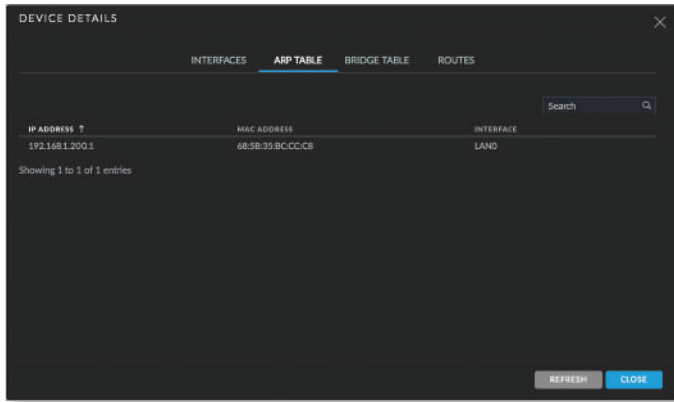 DEVICE DETAILS
INTERFACES ARP TABLE BRIDGE TABLE ROUTES
Search
IP ADDRESS ↑ MAC ADDRESS INTERFACE
192.168.1.200.1 68:5B:35:BC:CC:C8 LAN0
Showing 1 to 1 of 1 entries
REFRESH CLOSE